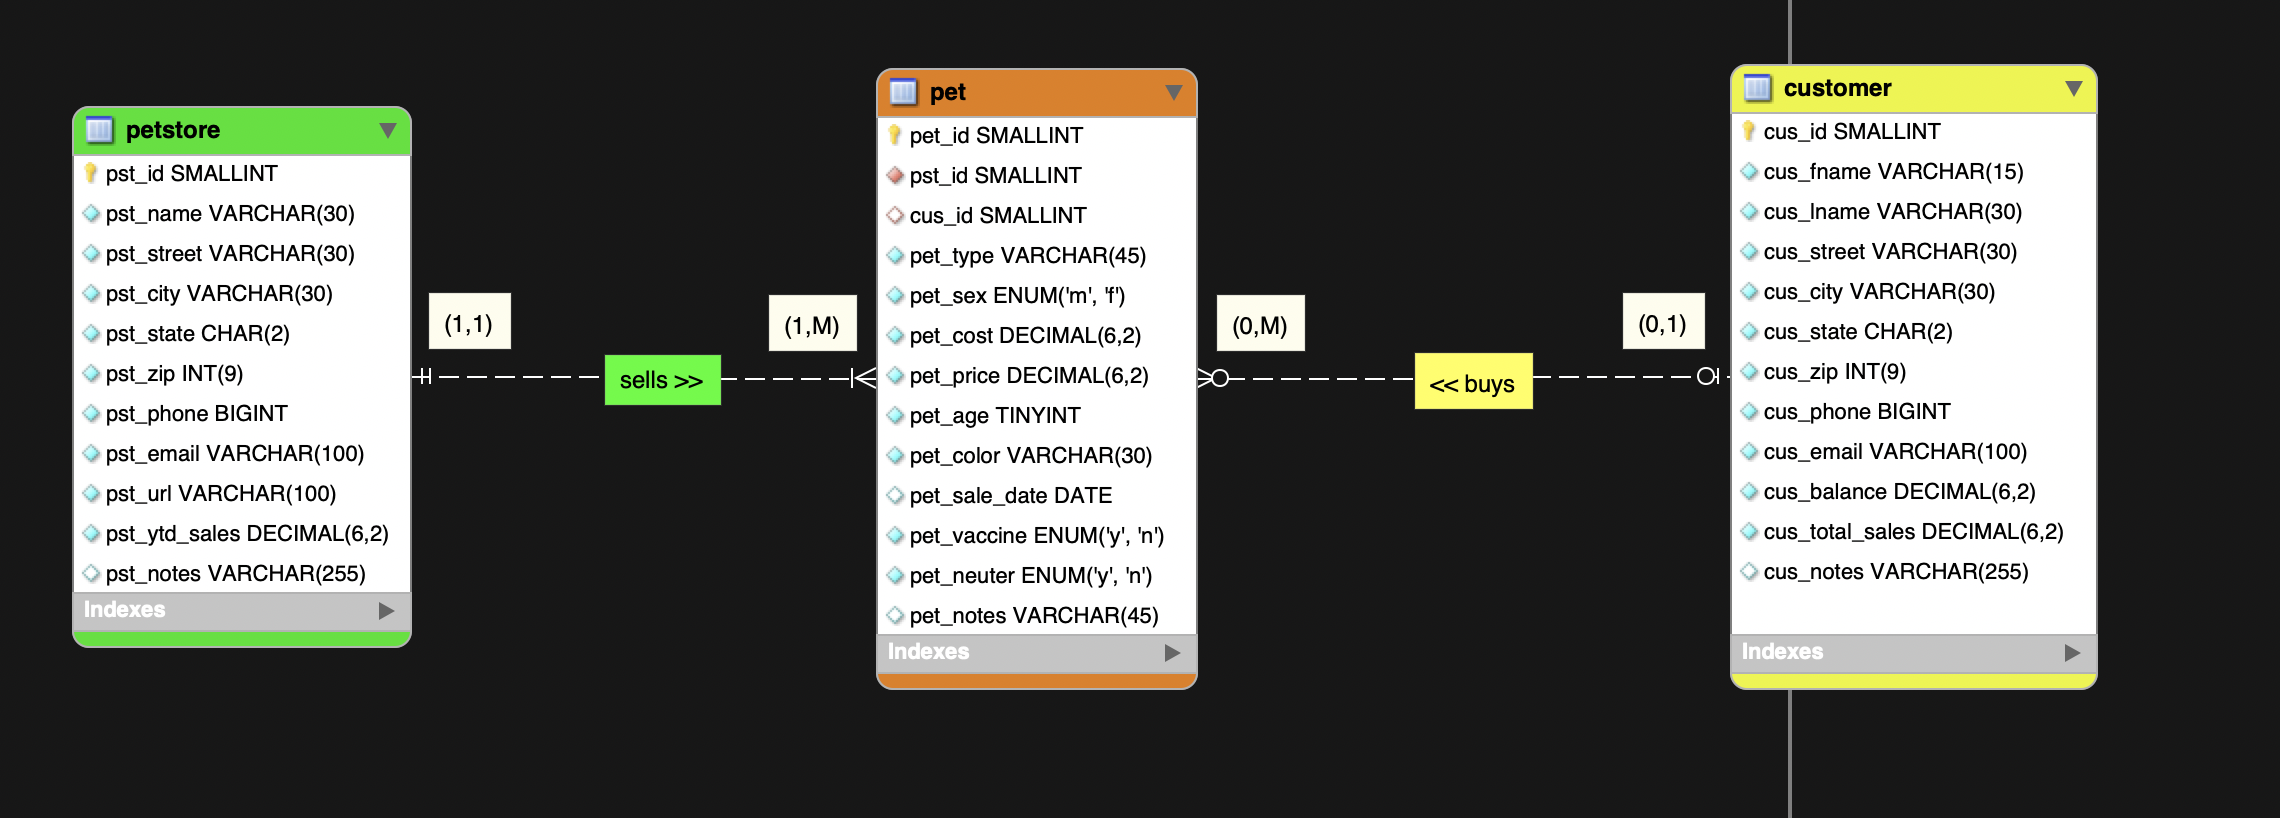 petstore
pst_id SMALLINT
pst_name VARCHAR(30)
pst_street VARCHAR(30)
pst_city VARCHAR(30)
pst_state CHAR(2)
pst_zip INT(9)
pst_phone BIGINT
pst_email VARCHAR(100)
pst_url VARCHAR(100)
pst_ytd_sales DECIMAL(6,2)
pst_notes VARCHAR(255)
Indexes
(1,1)
sells >>
(1,M)
pet
pet_id SMALLINT
pst_id SMALLINT
cus_id SMALLINT
pet_type VARCHAR(45)
pet_sex ENUM('m', 'f')
pet_cost DECIMAL(6,2)
pet_price DECIMAL(6,2)
pet_age TINYINT
pet_color VARCHAR(30)
pet_sale_date DATE
pet_vaccine ENUM('y', 'n')
pet_neuter ENUM('y', 'n')
pet_notes VARCHAR(45)
Indexes
(0,M)
<< buys
(0,1)
customer
cus_id SMALLINT
cus_fname VARCHAR(15)
cus_lname VARCHAR(30)
cus_street VARCHAR(30)
cus_city VARCHAR(30)
cus_state CHAR(2)
cus_zip INT(9)
cus_phone BIGINT
cus_email VARCHAR(100)
cus_balance DECIMAL(6,2)
cus_total_sales DECIMAL(6,2)
cus_notes VARCHAR(255)
Indexes